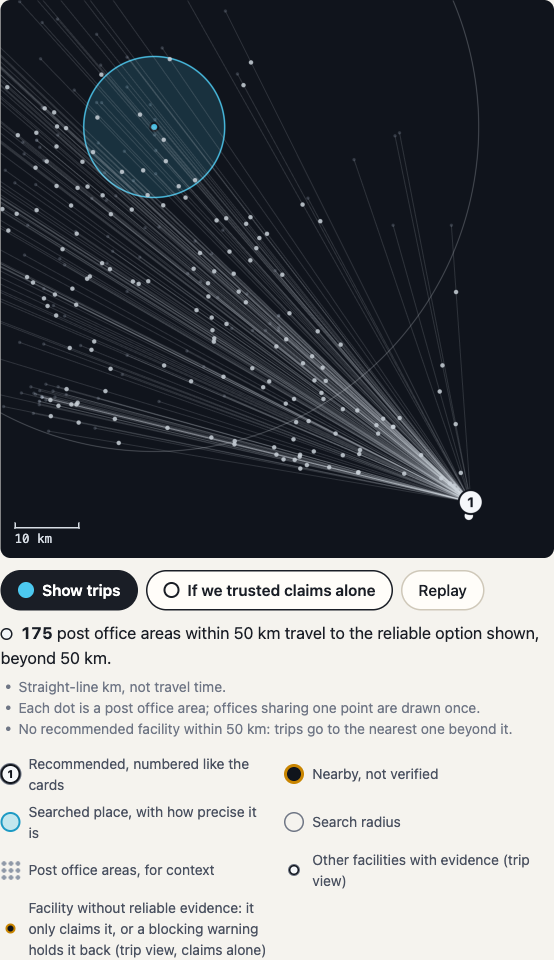 1
10 km
Show trips
If we trusted claims alone
Replay
175 post office areas within 50 km travel to the reliable option shown,
beyond 50 km.
• Straight-line km, not travel time.
• Each dot is a post office area; offices sharing one point are drawn once.
• No recommended facility within 50 km: trips go to the nearest one beyond it.
1
Recommended, numbered like the
cards
Nearby, not verified
Searched place, with how precise it
is
Search radius
Post office areas, for context
Other facilities with evidence (trip
view)
Facility without reliable evidence: it
only claims it, or a blocking warning
holds it back (trip view, claims alone)